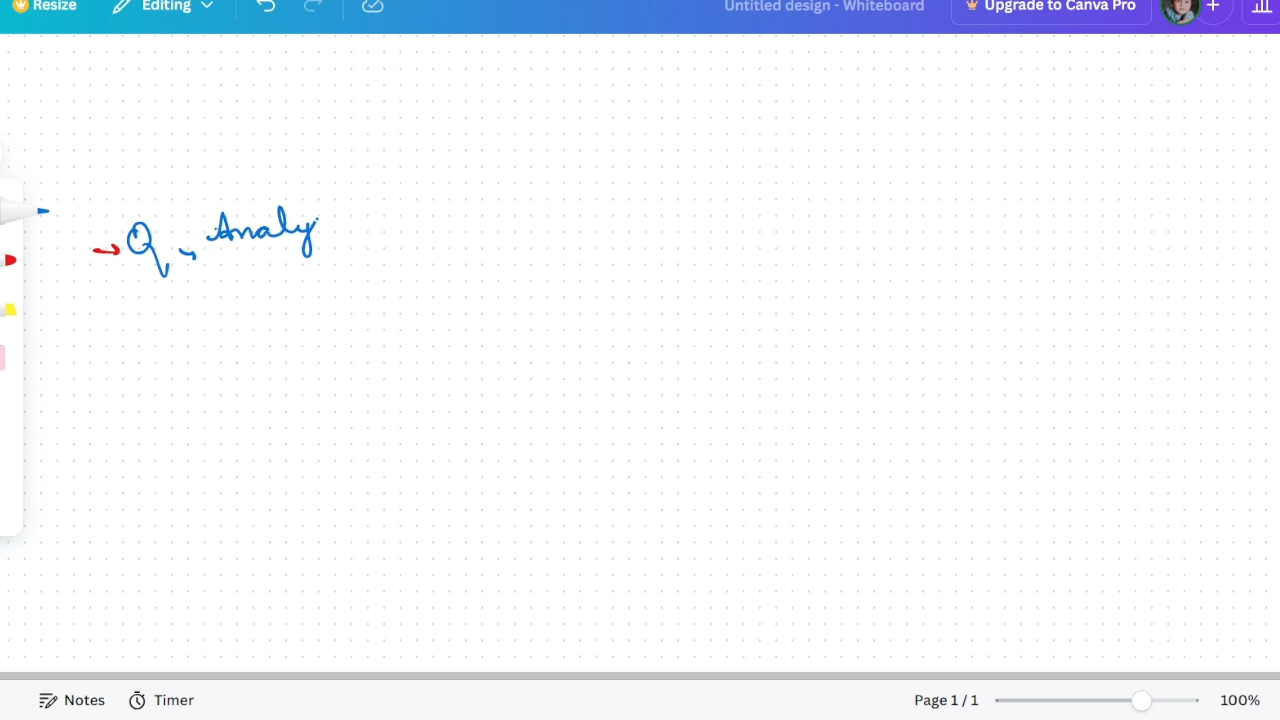 Resize Editing Untitled design - Whiteboard Upgrade to Canva Pro +
→ Q, Analy
Notes Timer Page 1 / 1 100%